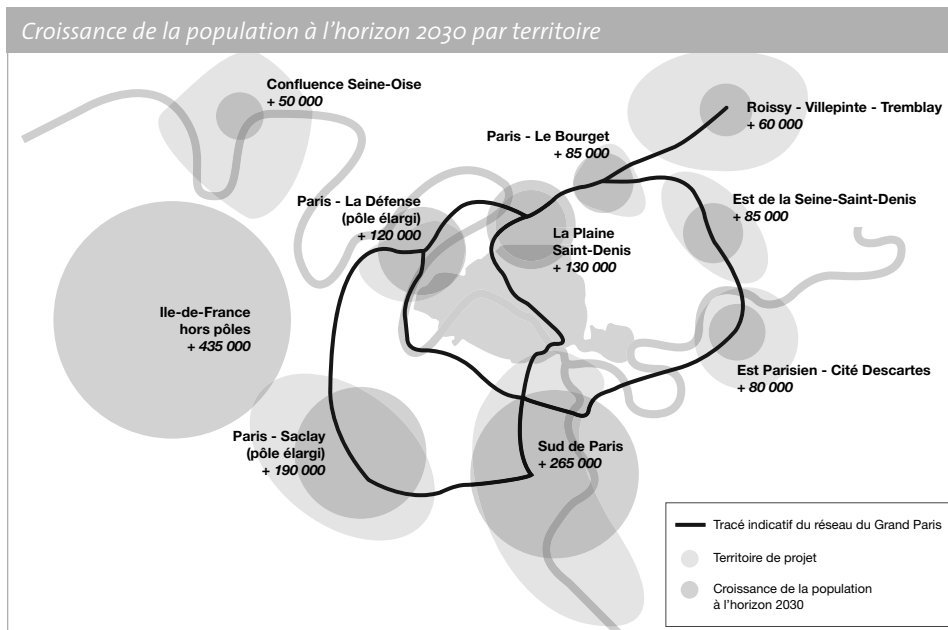 Croissance de la population à l'horizon 2030 par territoire
Confluence Seine-Oise
+ 50 000
Roissy - Villepinte - Tremblay
+ 60 000
Paris - Le Bourget
+ 85 000
Paris - La Défense
(pôle élargi)
+ 120 000
Est de la Seine-Saint-Denis
+ 85 000
La Plaine
Saint-Denis
+ 130 000
Ile-de-France
hors pôles
+ 435 000
Est Parisien - Cité Descartes
+ 80 000
Paris - Saclay
(pôle élargi)
+ 190 000
Sud de Paris
+ 265 000
Tracé indicatif du réseau du Grand Paris
Territoire de projet
Croissance de la population
à l'horizon 2030